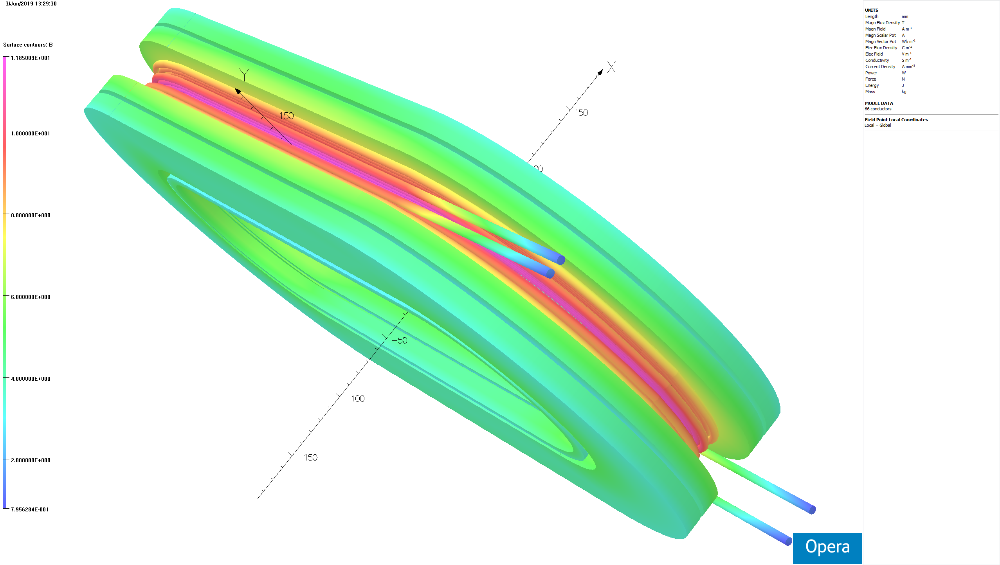 3/Jun/2019 13:29:30
Surface contours: B
1.185009E+001
1.000000E+001
8.000000E+000
6.000000E+000
4.000000E+000
2.000000E+000
7.956284E-001
Y
150
X
150
00
−50
−100
−150
UNITS
Length mm
Magn Flux Density T
Magn Field A m⁻¹
Magn Scalar Pot A
Magn Vector Pot Wb m⁻¹
Elec Flux Density C m⁻²
Elec Field V m⁻¹
Conductivity S m⁻¹
Current Density A mm⁻²
Power W
Force N
Energy J
Mass kg
MODEL DATA
66 conductors
Field Point Local Coordinates
Local = Global
Opera